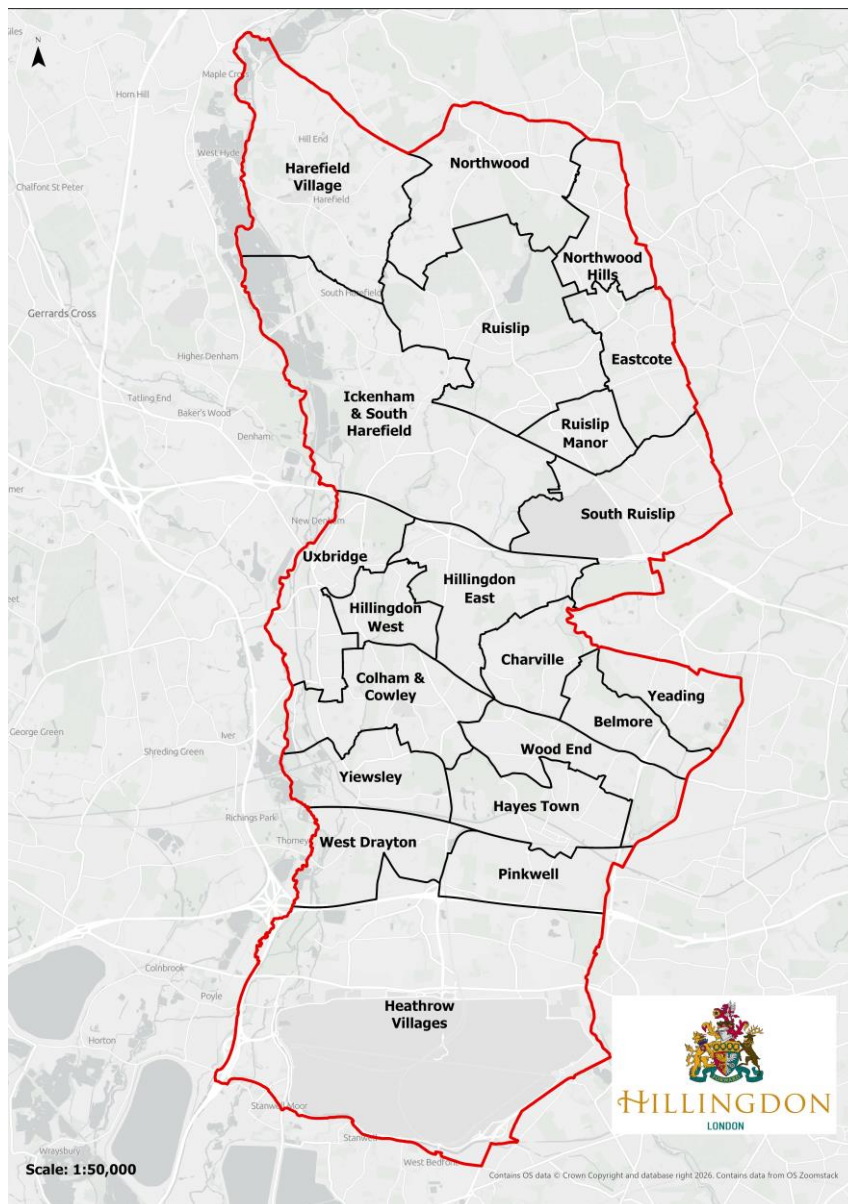 N
Giles
Maple Cross
Horn Hill
Hill End
West Hyde
Harefield
Village
Northwood
Chalfont St Peter
Harefield
Northwood
Hills
South Harefield
Gerrards Cross
Ruislip
Higher Denham
Eastcote
Tatling End
Ickenham
& South
Harefield
Baker's Wood
Ruislip
Manor
Denham
South Ruislip
New Denham
Uxbridge
Hillingdon
East
Hillingdon
West
Charville
Colham &
Cowley
Yeading
Belmore
George Green
Iver
Shreding Green
Wood End
Yiewsley
Hayes Town
Richings Park
Thorney
West Drayton
Pinkwell
Colnbrook
Poyle
Heathrow
Villages
Horton
HILLINGDON
LONDON
Stanwell Moor
Stanwell
Wraysbury
West Bedfont
Scale: 1:50,000
Contains OS data © Crown Copyright and database right 2026. Contains data from OS Zoomstack